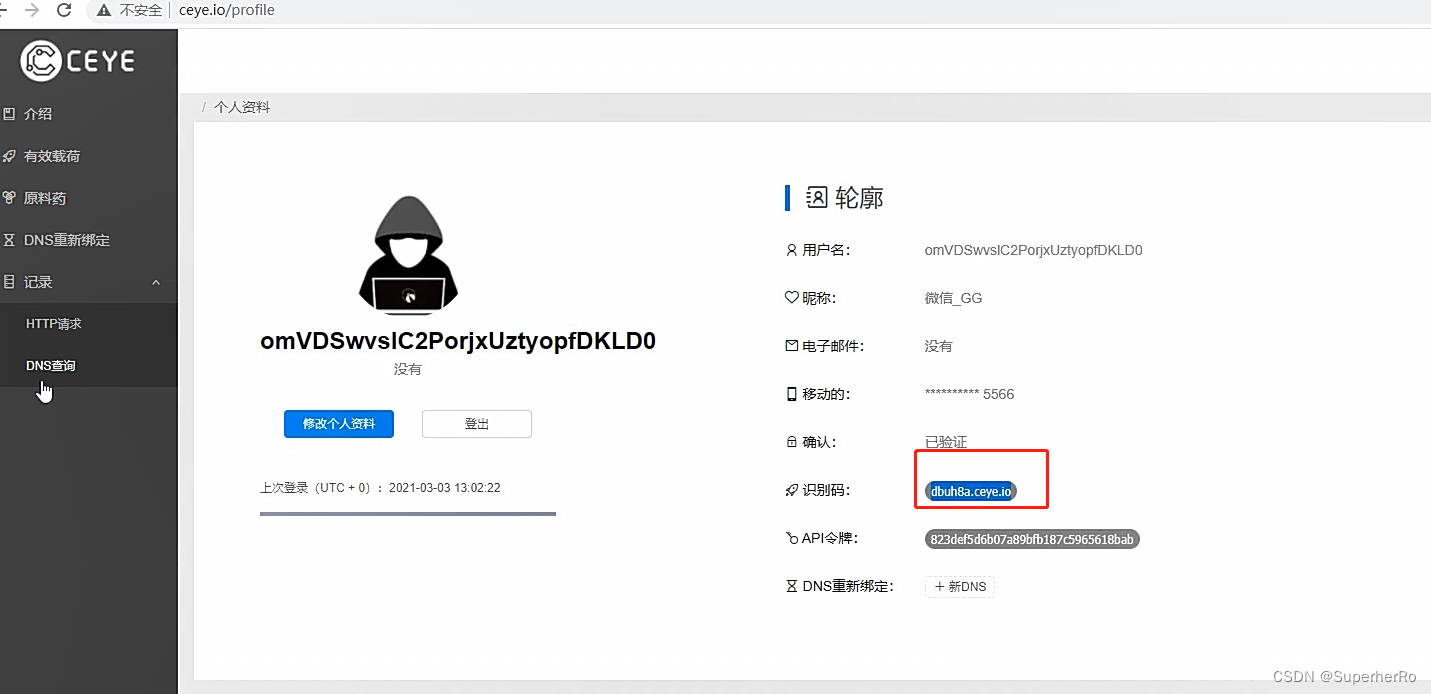 不安全 ceye.io/profile
CEYE
介绍
有效载荷
原料药
DNS重新绑定
记录
HTTP请求
DNS查询
/ 个人资料
omVDSwvsIC2PorjxUztyopfDKLD0
没有
修改个人资料 登出
上次登录（UTC + 0）：2021-03-03 13:02:22
轮廓
用户名： omVDSwvsIC2PorjxUztyopfDKLD0
昵称： 微信_GG
电子邮件： 没有
移动的： ********** 5566
确认： 已验证
识别码： dbuh8a.ceye.io
API令牌： 823def5d6b07a89bfb187c5965618bab
DNS重新绑定： + 新DNS
CSDN @SuperherRo